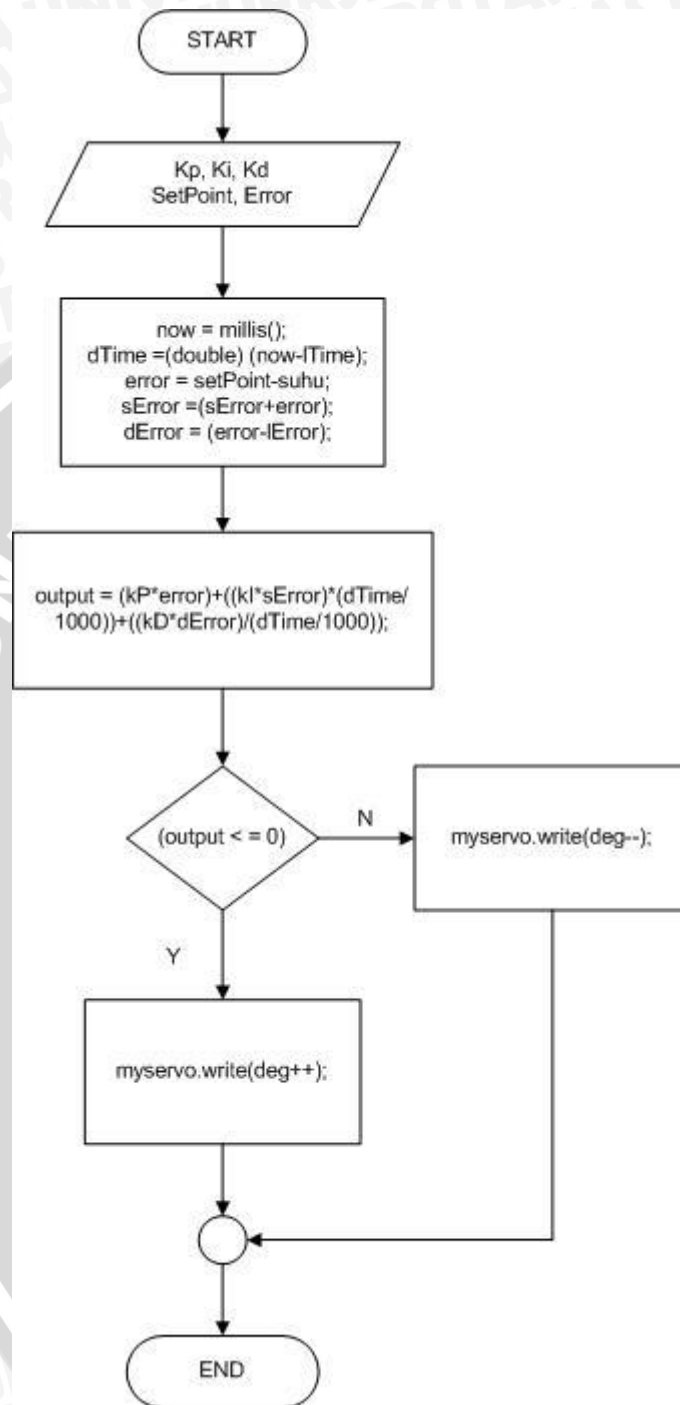 START
Kp, Ki, Kd
SetPoint, Error
now = millis();
dTime =(double) (now-lTime);
error = setPoint-suhu;
sError =(sError+error);
dError = (error-lError);
output = (kP*error)+((kI*sError)*(dTime/
1000))+((kD*dError)/(dTime/1000));
(output < = 0)
N
myservo.write(deg--);
Y
myservo.write(deg++);
END